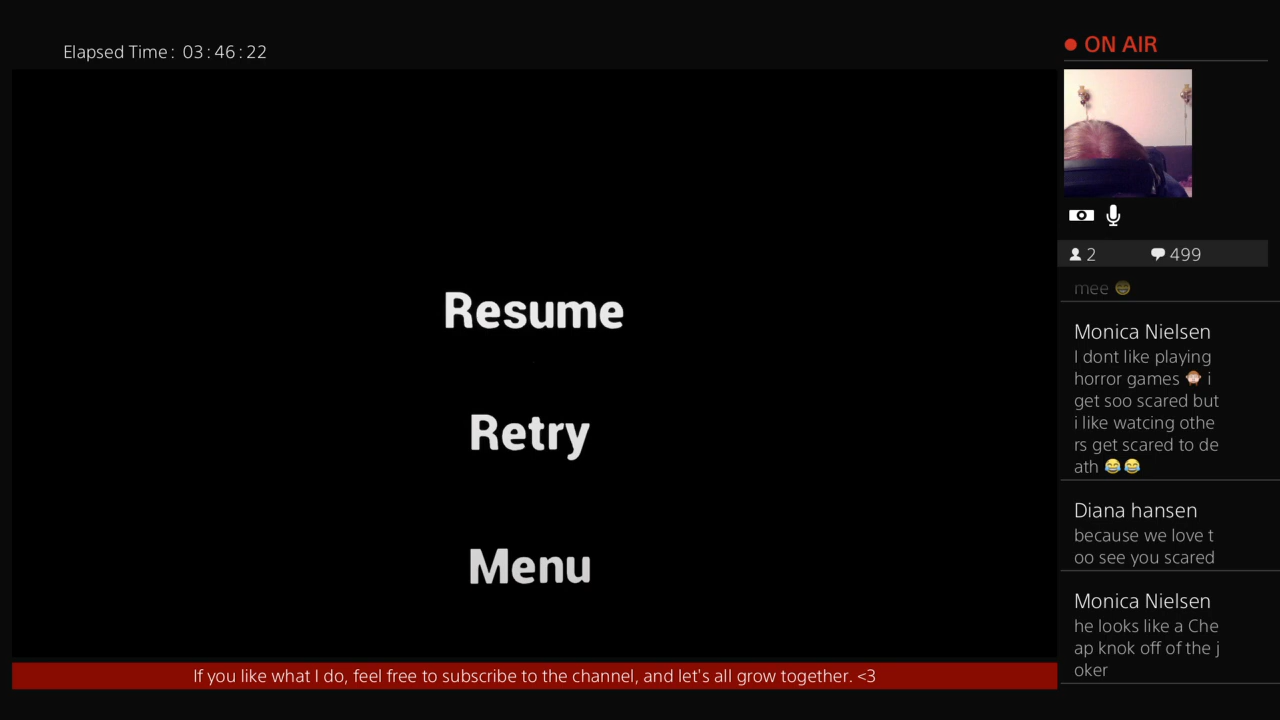 Elapsed Time: 03:46:22
ON AIR
2 499
mee
Monica Nielsen
I dont like playing
horror games i
get soo scared but
i like watcing othe
rs get scared to de
ath
Diana hansen
because we love t
oo see you scared
Monica Nielsen
he looks like a Che
ap knok off of the j
oker
Resume
Retry
Menu
If you like what I do, feel free to subscribe to the channel, and let's all grow together. <3